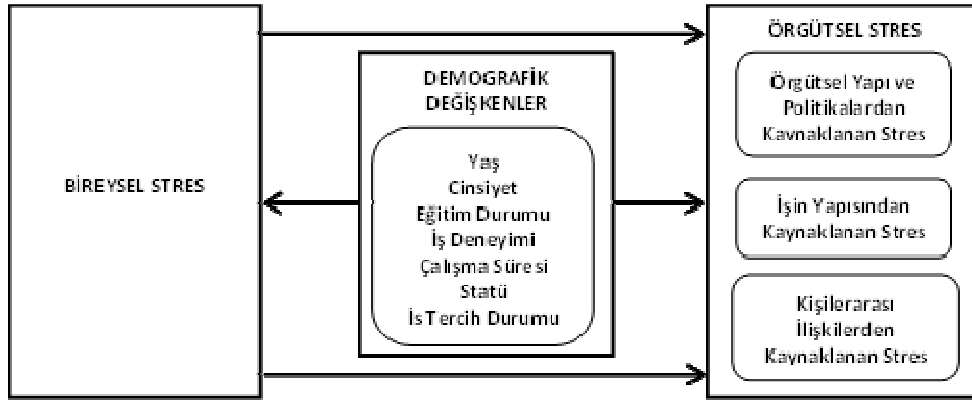 BİREYSEL STRES
DEMOGRAFİK
DEĞİŞKENLER
Yaş
Cinsiyet
Eğitim Durumu
İş Deneyimi
Çalışma Süresi
Statü
İs Tercih Durumu
ÖRGÜTSEL STRES
Örgütsel Yapı ve
Politikalardan
Kaynaklanan Stres
İşin Yapısından
Kaynaklanan Stres
Kişilerarası
İlişkilerden
Kaynaklanan Stres